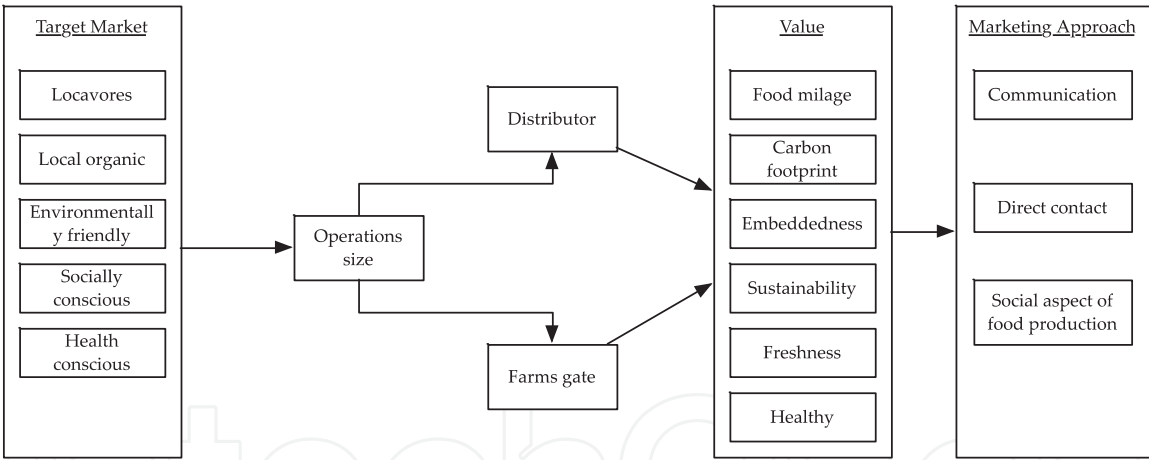 Target Market
Locavores
Local organic
Environmentall
y friendly
Socially
conscious
Health
conscious
Operations
size
Distributor
Farms gate
Value
Food milage
Carbon
footprint
Embeddedness
Sustainability
Freshness
Healthy
Marketing Approach
Communication
Direct contact
Social aspect of
food production